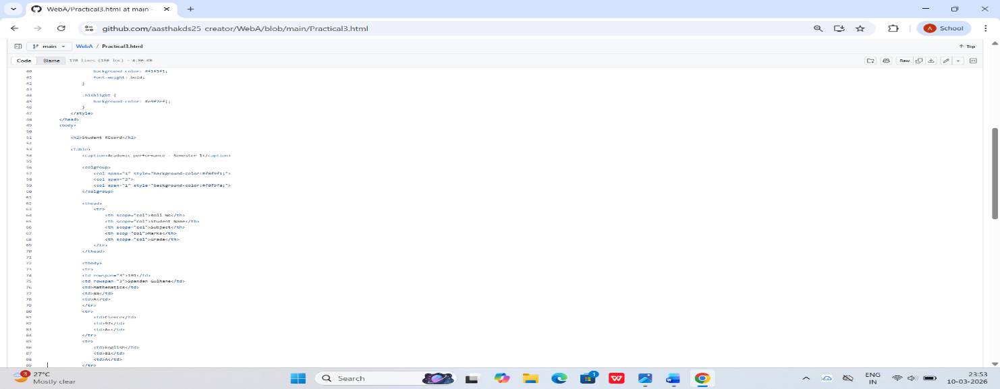 WebA/Practical3.html at main ·
github.com/aasthakds25-creator/WebA/blob/main/Practical3.html
School
main
WebA / Practical3.html
Top
Code Blame 170 lines (156 loc) · 4.86 KB
Raw
40 background-color: #f1f1f1;
41 font-weight: bold;
42 }
43
44 .highlight {
45 background-color: #e9f7ef;;
46 }
47 </style>
48 </head>
49 <body>
50
51 <h2>Student REcord</h2>
52
53 <table>
54 <caption>Academic performance - Semester 1</caption>
55
56 <colgroup>
57 <col span="1" style="background-color:#f8f9f1;">
58 <col span="3">
59 <col span="1" style="background-color:#f8f9fa;">
60 </colgroup>
61
62 <thead>
63 <tr>
64 <th scope="col">Roll No</th>
65 <th scope="col">Student Name</th>
66 <th scope="col">Subject</th>
67 <th scop="col">Marks</th>
68 <th scope="col">Grade</th>
69 </tr>
70 </thead>
71
72 <tbody>
73 <tr>
74 <td rowspan="3">101</td>
75 <td rowspan="3">Spandan Gulhane</td>
76 <td>Mathematics</td>
77 <td>88</td>
78 <td>A</td>
79 </tr>
80 <tr>
81 <td>Cience</td>
82 <td>92</td>
83 <td>A+</td>
84 </tr>
85 <tr>
86 <td>English</td>
87 <td>81</td>
88 <td>A</td>
89 </tr>
3
27°C
Mostly clear
Search
1
ENG
IN
23:53
10-03-2026